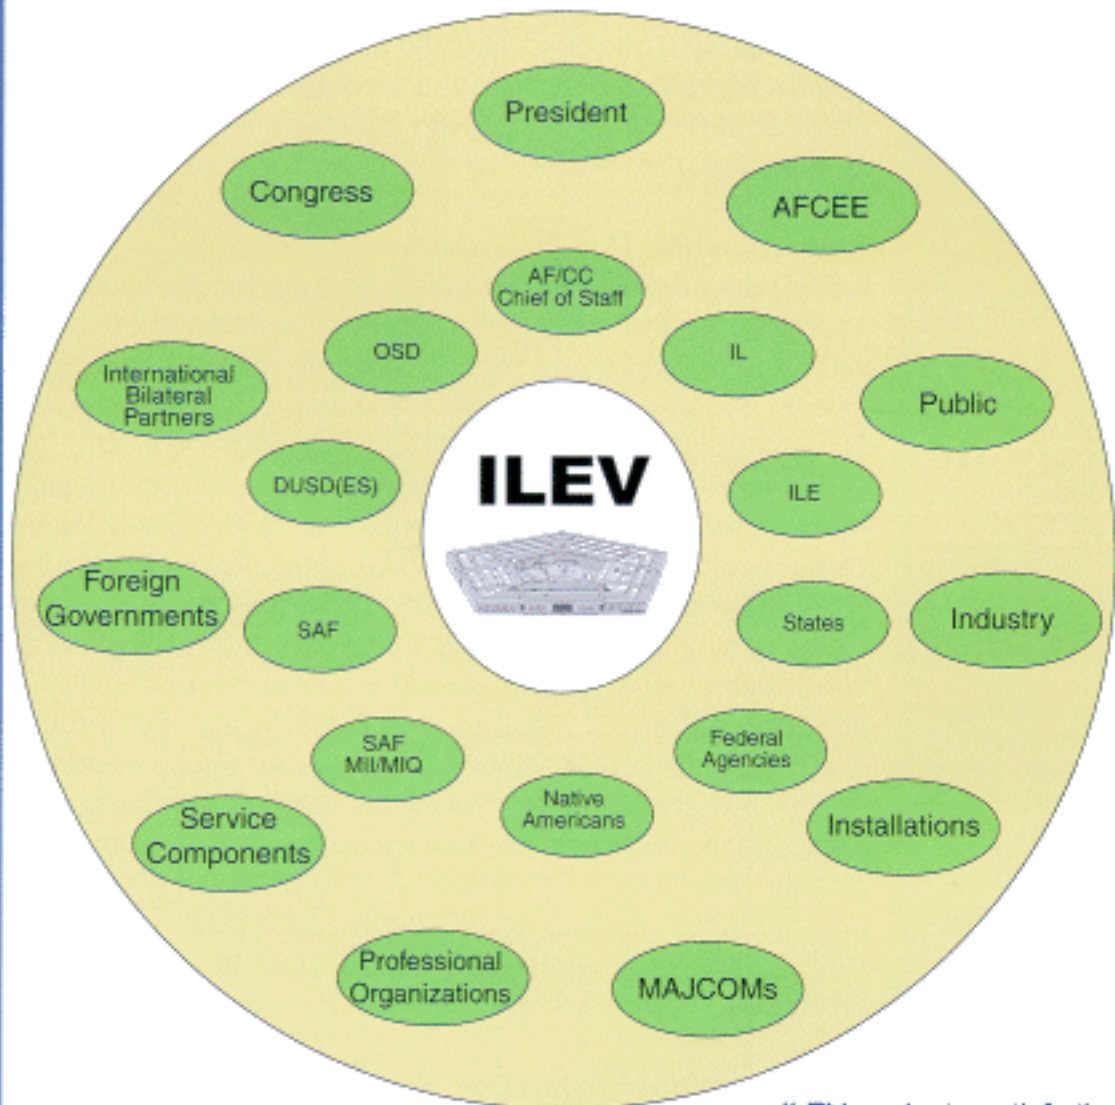 President
Congress
AFCEE
AF/CC
Chief of Staff
OSD
IL
International
Bilateral
Partners
Public
ILEV
DUSD(ES)
ILE
Foreign
Governments
SAF
States
Industry
SAF
MII/MIQ
Federal
Agencies
Native
Americans
Service
Components
Installations
Professional
Organizations
MAJCOMs